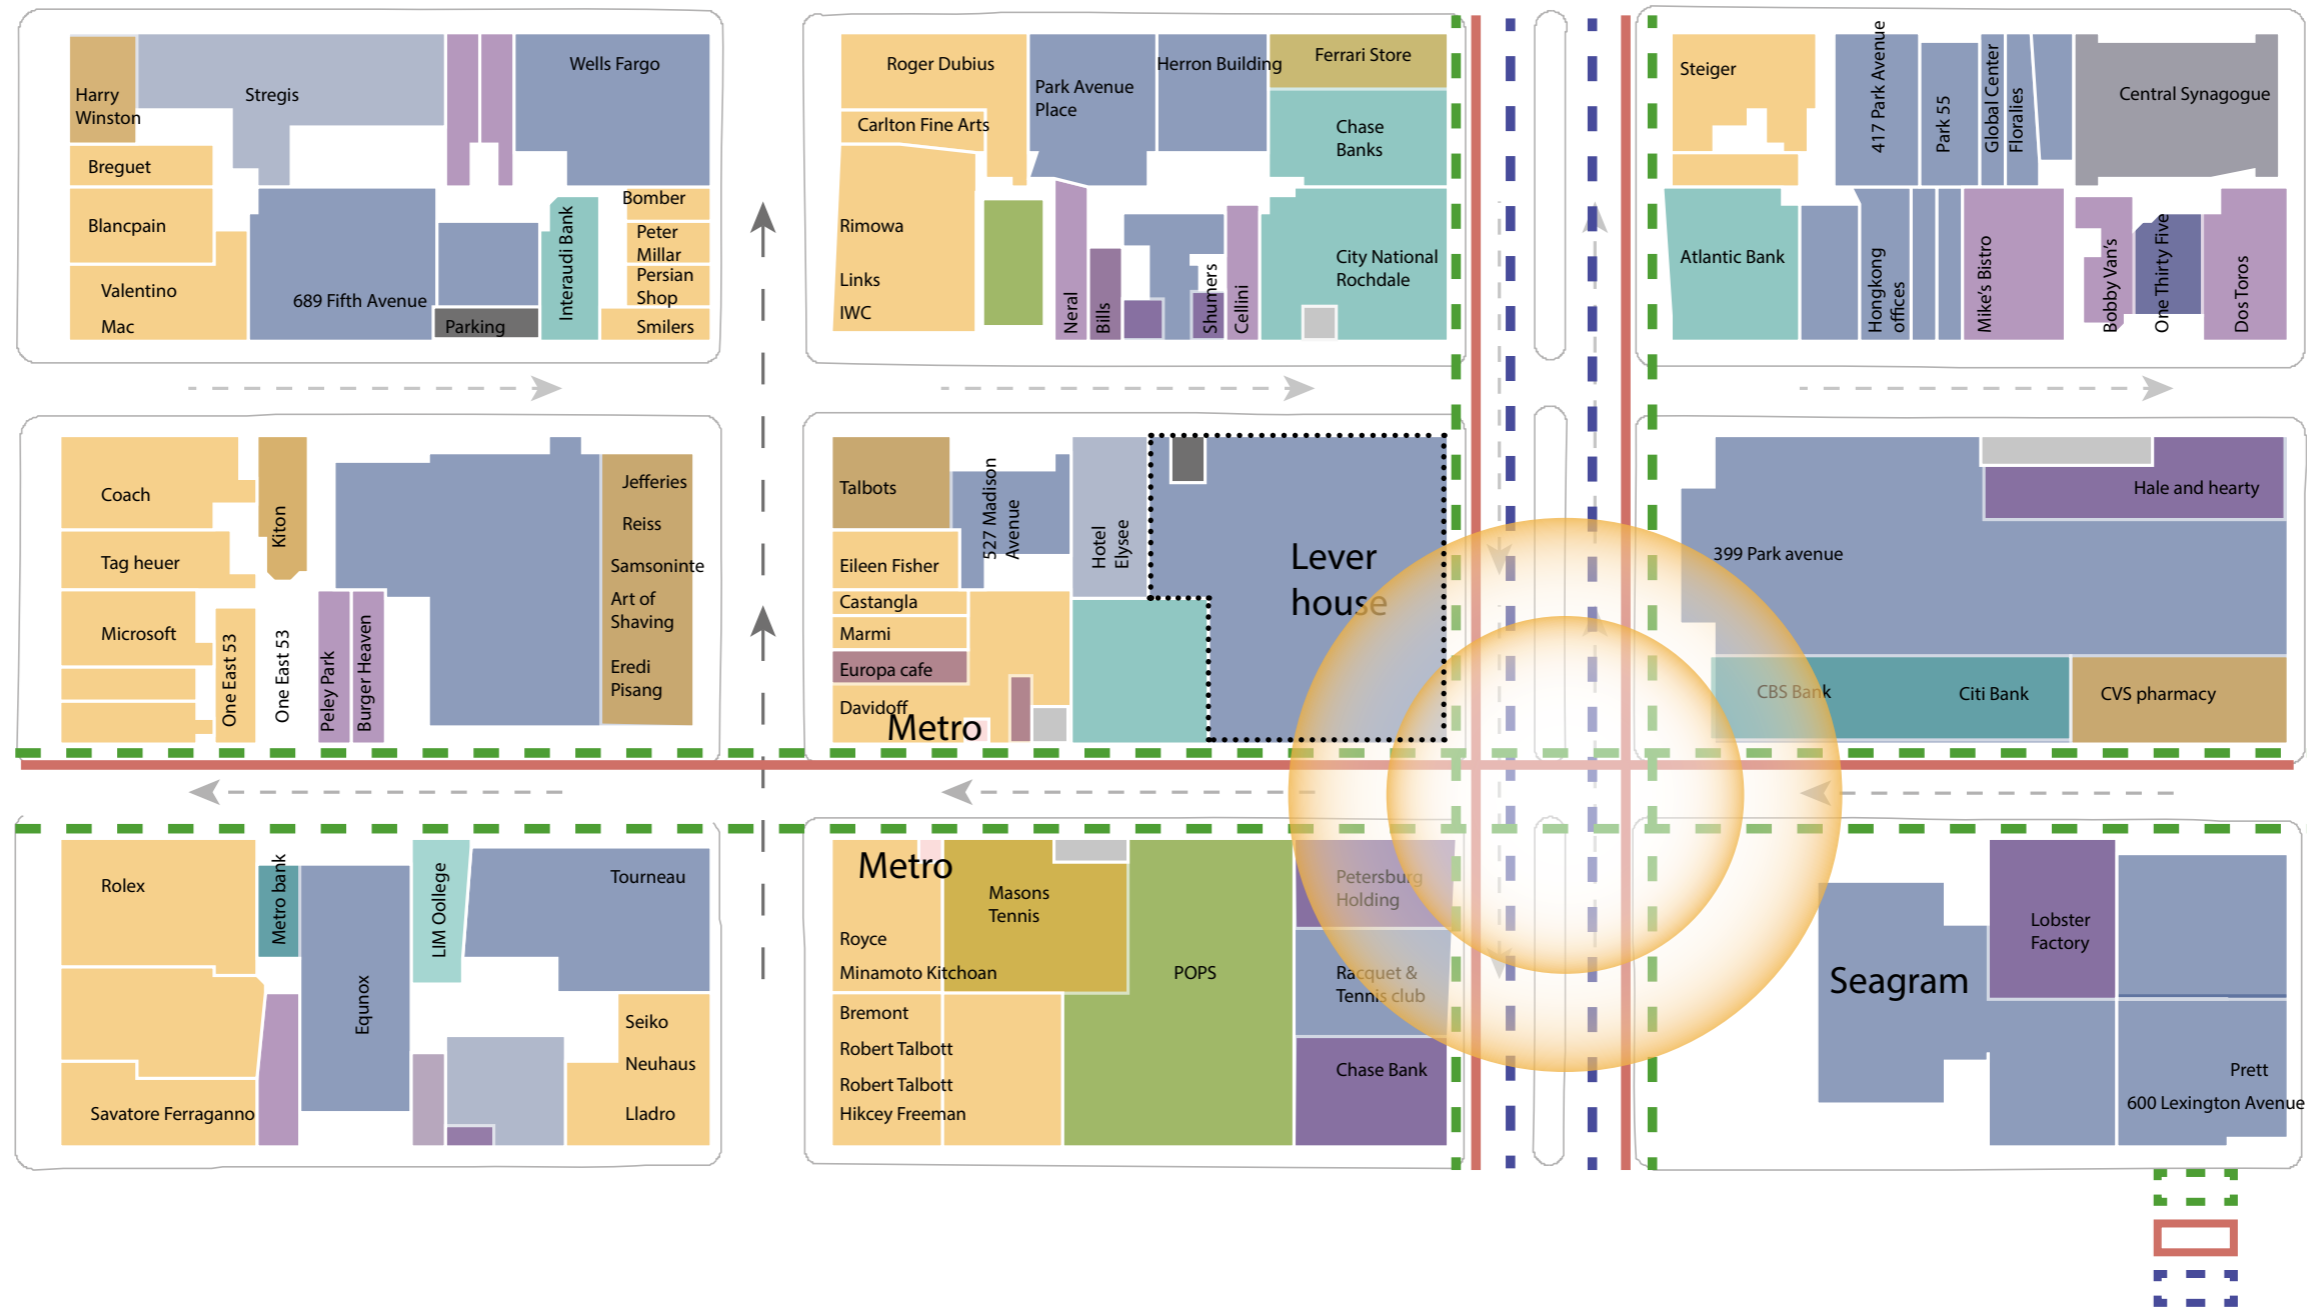 Harry
Winston
Stregis
Wells Fargo
Breguet
Blancpain
Valentino
Mac
689 Fifth Avenue
Parking
Interaudi Bank
Bomber
Peter
Millar
Persian
Shop
Smilers
Roger Dubius
Carlton Fine Arts
Park Avenue
Place
Herron Building
Ferrari Store
Chase
Banks
Rimowa
Links
IWC
Neral
Bills
Shumers
Cellini
City National
Rochdale
Steiger
417 Park Avenue
Park 55
Global Center
Floralies
Central Synagogue
Atlantic Bank
Hongkong
offices
Mike's Bistro
Bobby Van's
One Thirty Five
Dos Toros
Coach
Kiton
Tag heuer
Microsoft
One East 53
One East 53
Peley Park
Burger Heaven
Jefferies
Reiss
Samsoninte
Art of
Shaving
Eredi
Pisang
Talbots
527 Madison
Avenue
Hotel
Elysee
Eileen Fisher
Castangla
Marmi
Europa cafe
Davidoff
Metro
Lever
house
Hale and hearty
399 Park avenue
CBS Bank
Citi Bank
CVS pharmacy
Rolex
Metro bank
Equnox
LIM Oollege
Tourneau
Seiko
Neuhaus
Savatore Ferraganno
Lladro
Metro
Masons
Tennis
Royce
Minamoto Kitchoan
POPS
Bremont
Robert Talbott
Robert Talbott
Hikcey Freeman
Petersburg
Holding
Racquet &
Tennis club
Chase Bank
Seagram
Lobster
Factory
Prett
600 Lexington Avenue